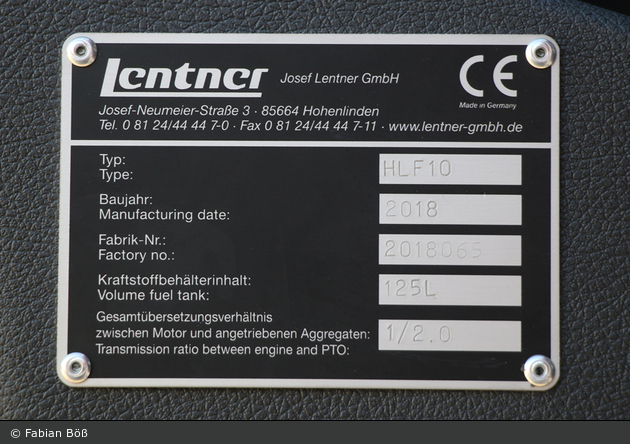 Lentner Josef Lentner GmbH CE
Made in Germany
Josef-Neumeier-Straße 3 · 85664 Hohenlinden
Tel. 0 81 24/44 44 7-0 · Fax 0 81 24/44 44 7-11 · www.lentner-gmbh.de
Typ:
Type: HLF10
Baujahr:
Manufacturing date: 2018
Fabrik-Nr.:
Factory no.: 2018065
Kraftstoffbehälterinhalt:
Volume fuel tank: 125L
Gesamtübersetzungsverhältnis
zwischen Motor und angetriebenen Aggregaten: 1/2.0
Transmission ratio between engine and PTO:
© Fabian Böß